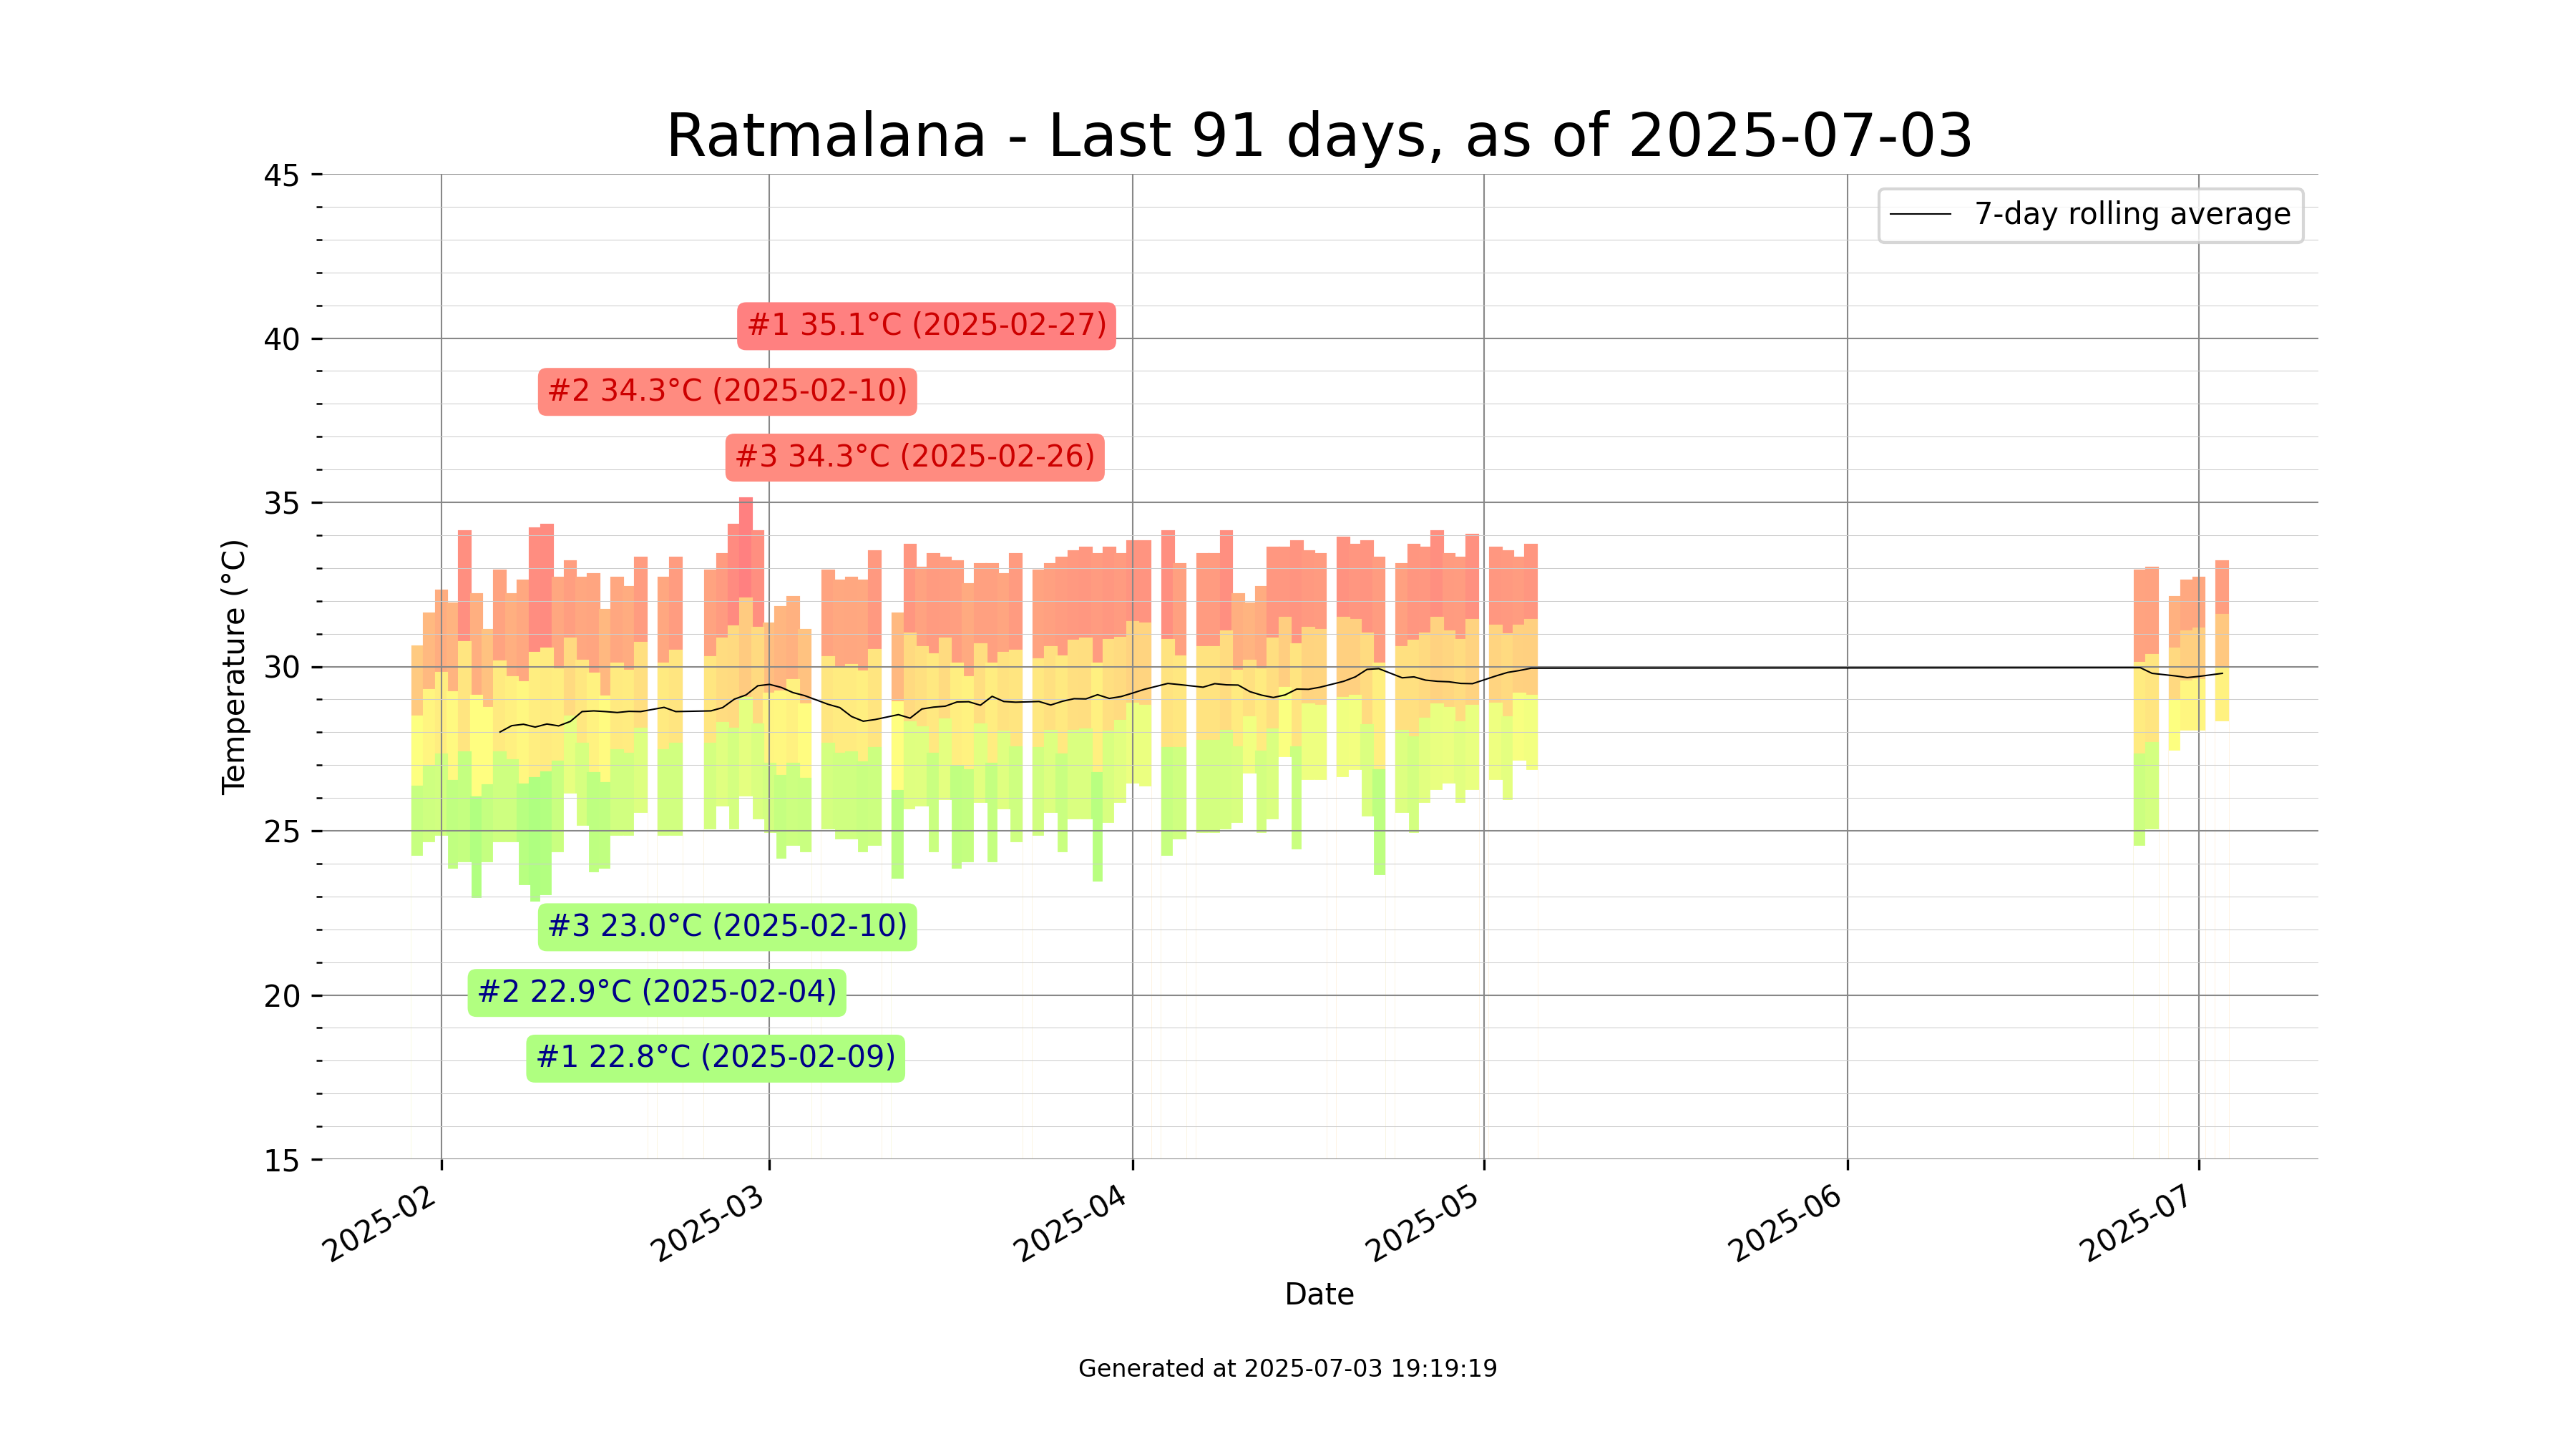 Ratmalana - Last 91 days, as of 2025-07-03
45
7-day rolling average
#1 35.1°C (2025-02-27)
40
#2 34.3°C (2025-02-10)
#3 34.3°C (2025-02-26)
35
Temperature (°C)
30
25
#3 23.0°C (2025-02-10)
#2 22.9°C (2025-02-04)
20
#1 22.8°C (2025-02-09)
15
2025-02
2025-03
2025-04
2025-05
2025-06
2025-07
Date
Generated at 2025-07-03 19:19:19